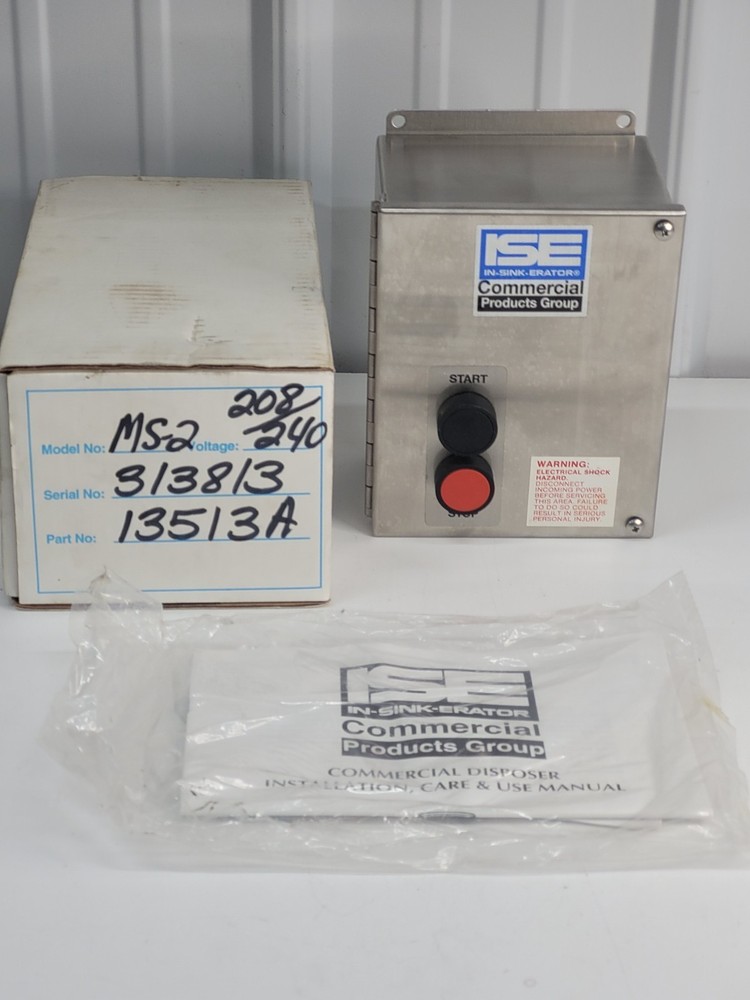 Model No: MS-2 Voltage: 208/240
Serial No: 313813
Part No: 13513A
ISE
IN-SINK-ERATOR®
Commercial
Products Group
START
STOP
WARNING:
ELECTRICAL SHOCK
HAZARD.
DISCONNECT
INCOMING POWER
BEFORE SERVICING
THIS AREA. FAILURE
TO DO SO COULD
RESULT IN SERIOUS
PERSONAL INJURY.
ISE
IN-SINK-ERATOR
Commercial
Products Group
COMMERCIAL DISPOSER
INSTALLATION, CARE & USE MANUAL